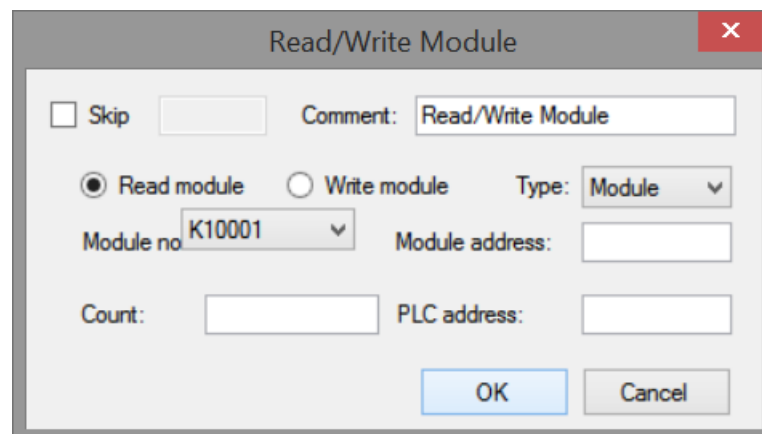 Read/Write Module
Skip Comment: Read/Write Module
Read module Write module Type: Module
Module no K10001 Module address:
Count: PLC address:
OK Cancel